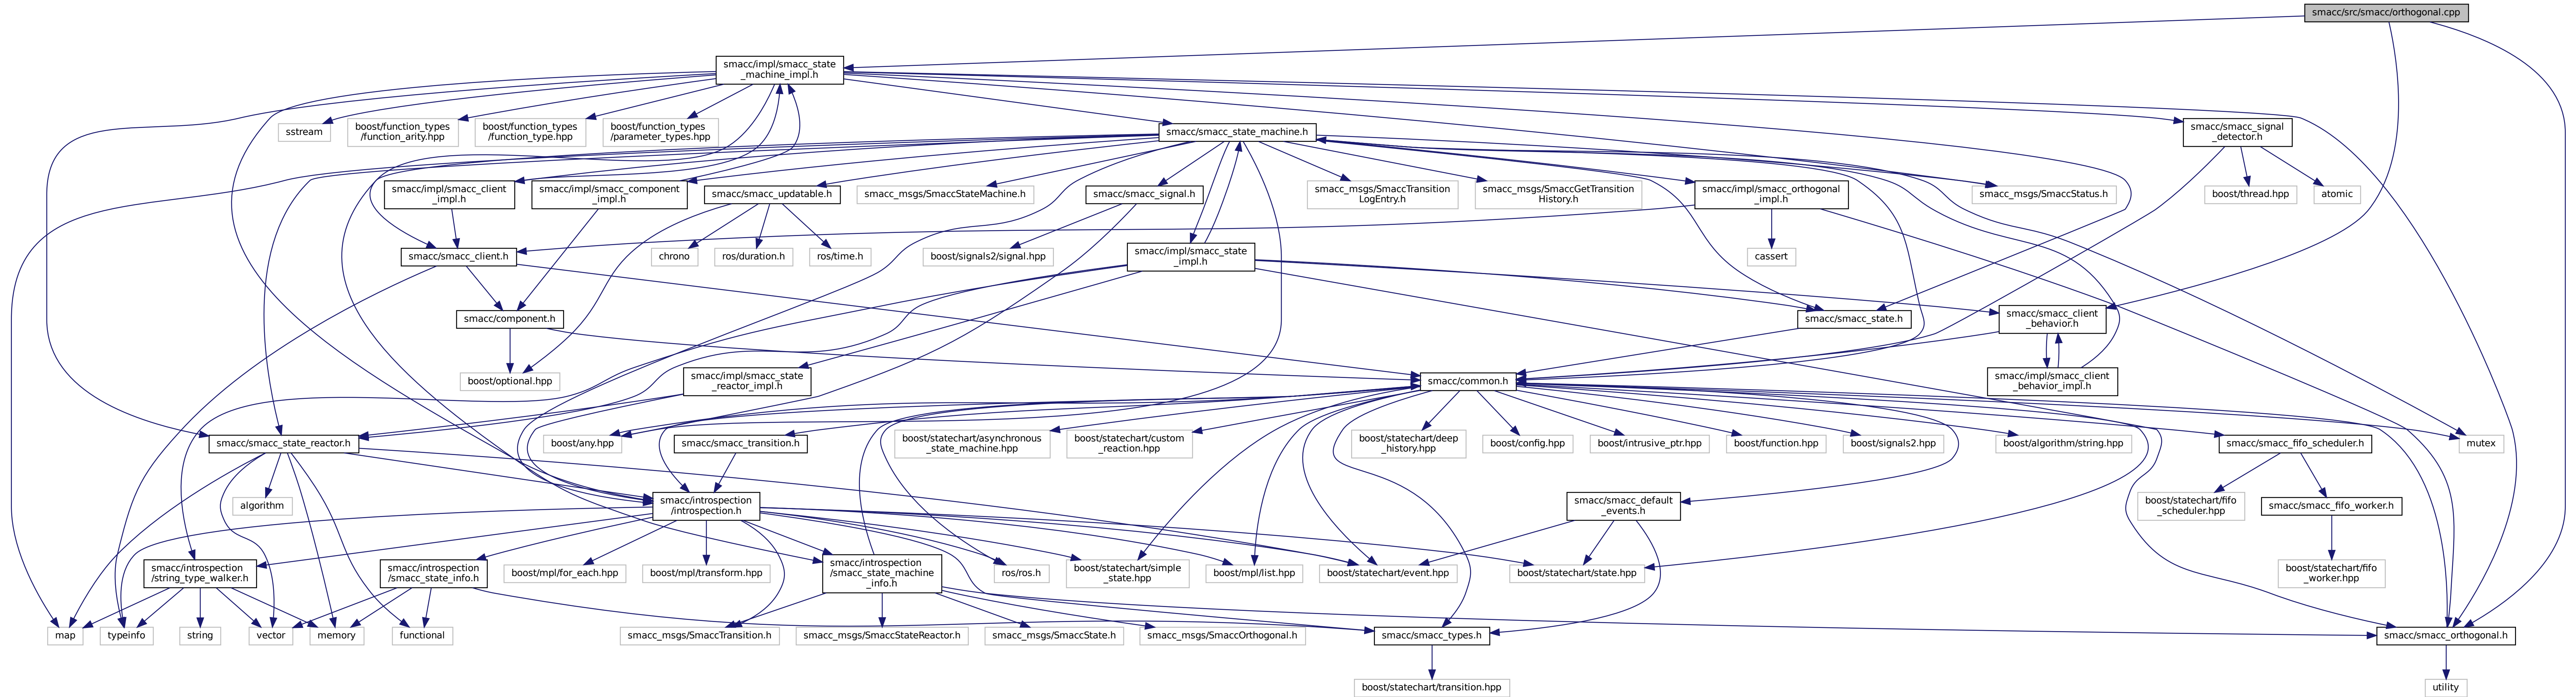 smacc/src/smacc/orthogonal.cpp
smacc/impl/smacc_state
_machine_impl.h
sstream
boost/function_types
/function_arity.hpp
boost/function_types
/function_type.hpp
boost/function_types
/parameter_types.hpp
smacc/smacc_state_machine.h
smacc/smacc_signal
_detector.h
smacc/impl/smacc_client
_impl.h
smacc/impl/smacc_component
_impl.h
smacc/smacc_updatable.h
smacc_msgs/SmaccStateMachine.h
smacc/smacc_signal.h
smacc_msgs/SmaccTransition
LogEntry.h
smacc_msgs/SmaccGetTransition
History.h
smacc/impl/smacc_orthogonal
_impl.h
smacc_msgs/SmaccStatus.h
boost/thread.hpp
atomic
smacc/smacc_client.h
chrono
ros/duration.h
ros/time.h
boost/signals2/signal.hpp
smacc/impl/smacc_state
_impl.h
cassert
smacc/component.h
smacc/smacc_state.h
smacc/smacc_client
_behavior.h
boost/optional.hpp
smacc/impl/smacc_state
_reactor_impl.h
smacc/common.h
smacc/impl/smacc_client
_behavior_impl.h
smacc/smacc_state_reactor.h
boost/any.hpp
smacc/smacc_transition.h
boost/statechart/asynchronous
_state_machine.hpp
boost/statechart/custom
_reaction.hpp
boost/statechart/deep
_history.hpp
boost/config.hpp
boost/intrusive_ptr.hpp
boost/function.hpp
boost/signals2.hpp
boost/algorithm/string.hpp
smacc/smacc_fifo_scheduler.h
mutex
algorithm
smacc/introspection
/introspection.h
smacc/smacc_default
_events.h
boost/statechart/fifo
_scheduler.hpp
smacc/smacc_fifo_worker.h
smacc/introspection
/string_type_walker.h
smacc/introspection
/smacc_state_info.h
boost/mpl/for_each.hpp
boost/mpl/transform.hpp
smacc/introspection
/smacc_state_machine
_info.h
ros/ros.h
boost/statechart/simple
_state.hpp
boost/mpl/list.hpp
boost/statechart/event.hpp
boost/statechart/state.hpp
boost/statechart/fifo
_worker.hpp
map
typeinfo
string
vector
memory
functional
smacc_msgs/SmaccTransition.h
smacc_msgs/SmaccStateReactor.h
smacc_msgs/SmaccState.h
smacc_msgs/SmaccOrthogonal.h
smacc/smacc_types.h
smacc/smacc_orthogonal.h
boost/statechart/transition.hpp
utility